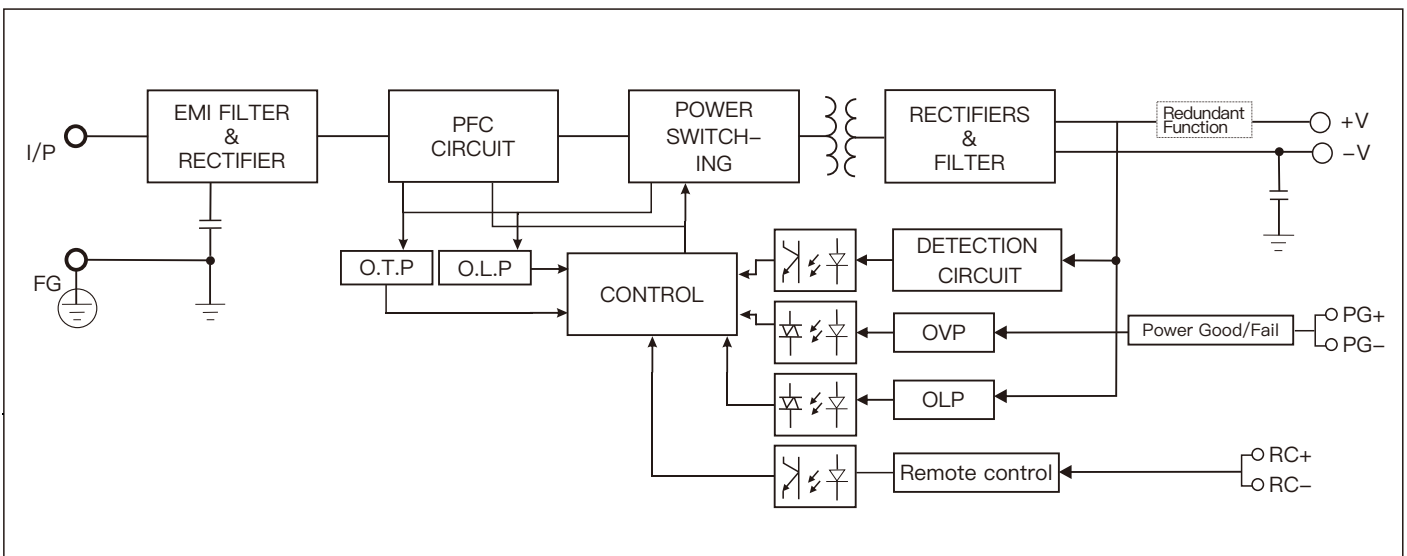 I/P
EMI FILTER
&
RECTIFIER
PFC
CIRCUIT
POWER
SWITCH-
ING
RECTIFIERS
&
FILTER
Redundant
Function
+V
-V
FG
O.T.P
O.L.P
CONTROL
DETECTION
CIRCUIT
OVP
Power Good/Fail
PG+
PG-
OLP
Remote control
RC+
RC-